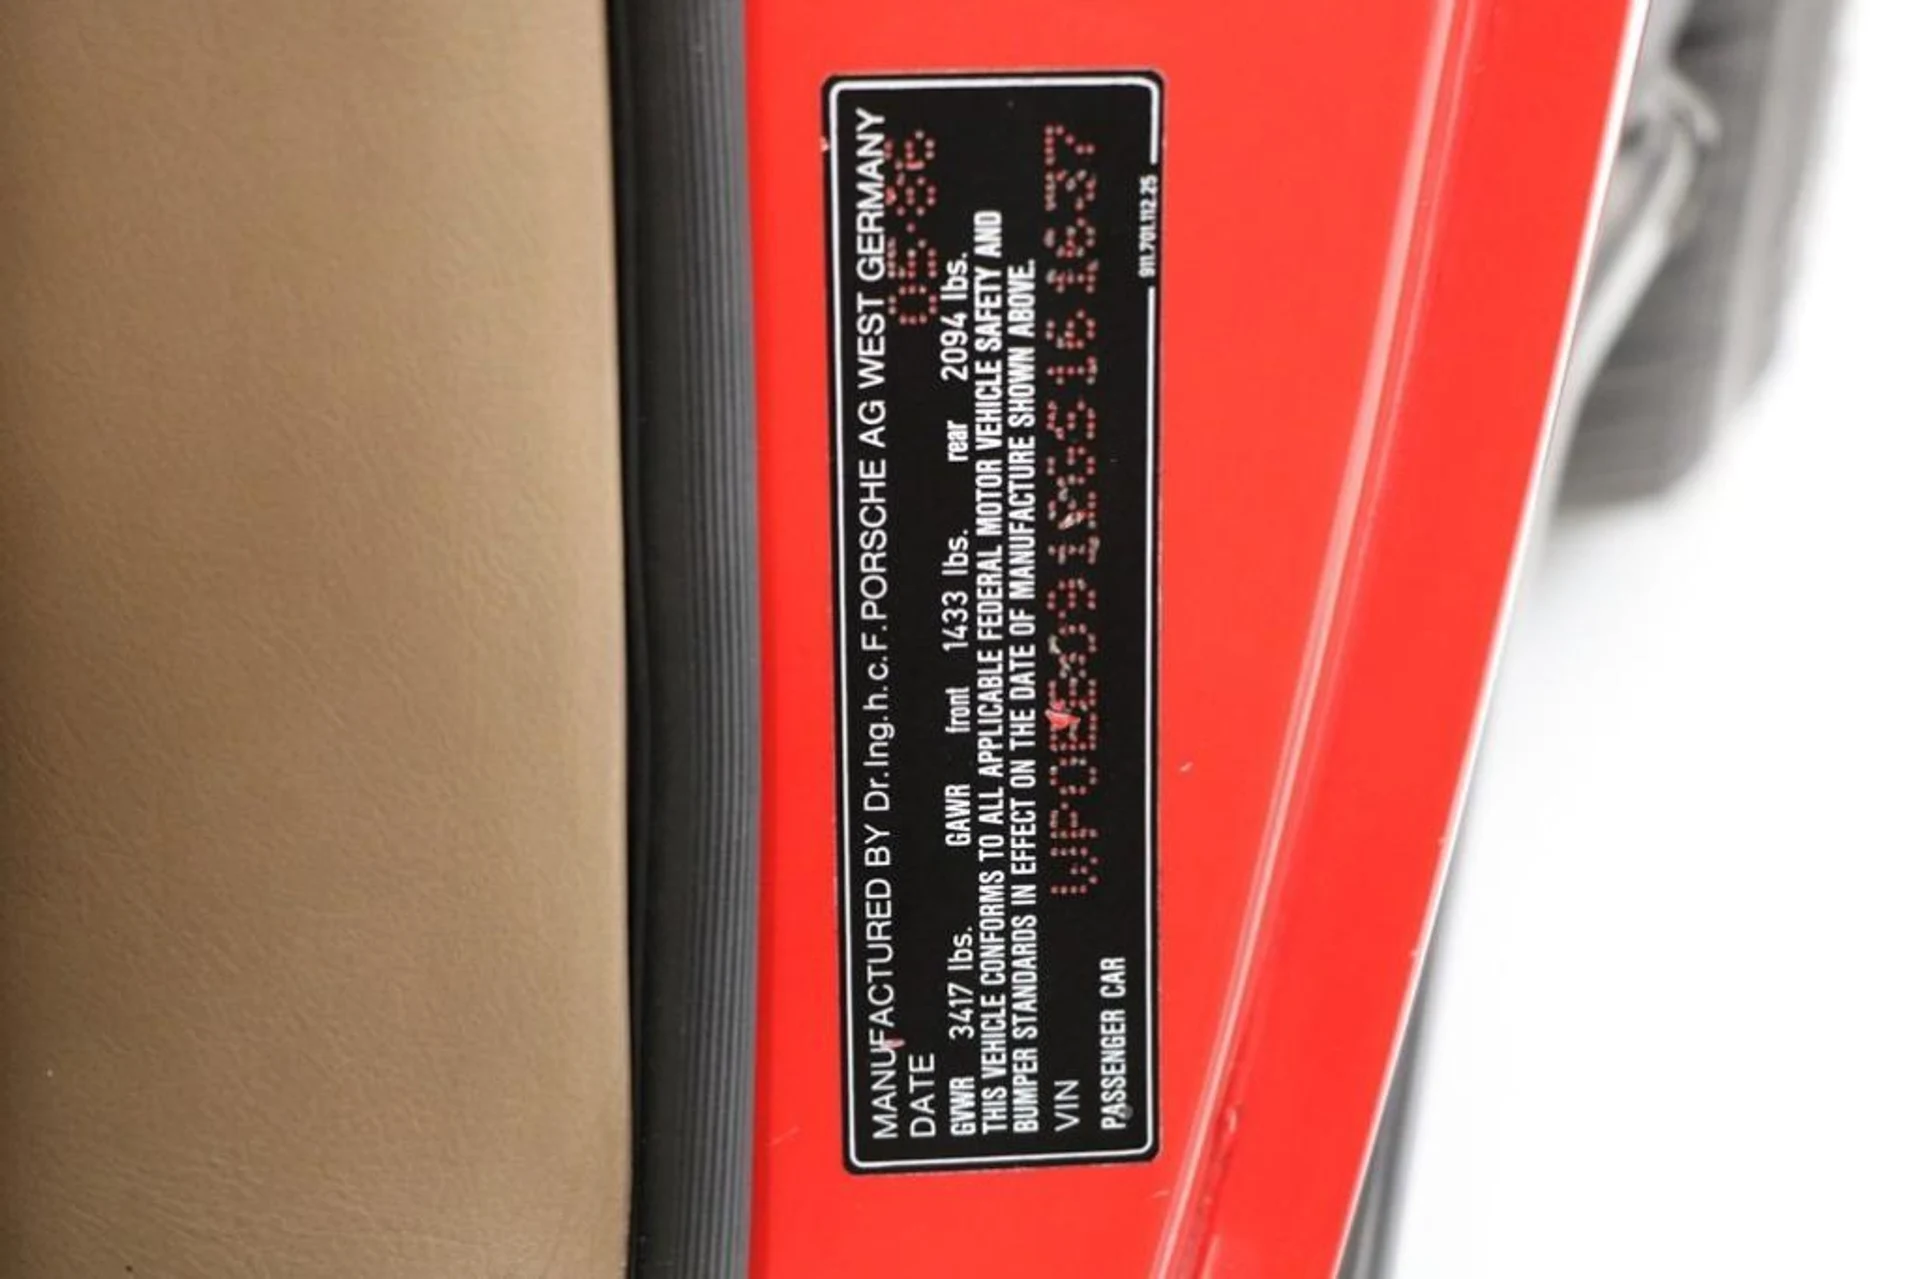 MANUFACTURED BY Dr. Ing. h. c. F. PORSCHE AG WEST GERMANY
DATE 05.86
GVWR 3417 lbs. GAWR front 1433 lbs. rear 2094 lbs.
THIS VEHICLE CONFORMS TO ALL APPLICABLE FEDERAL MOTOR VEHICLE SAFETY AND
BUMPER STANDARDS IN EFFECT ON THE DATE OF MANUFACTURE SHOWN ABOVE.
VIN WP0EB0912GS161637
PASSENGER CAR
911.701.112.25